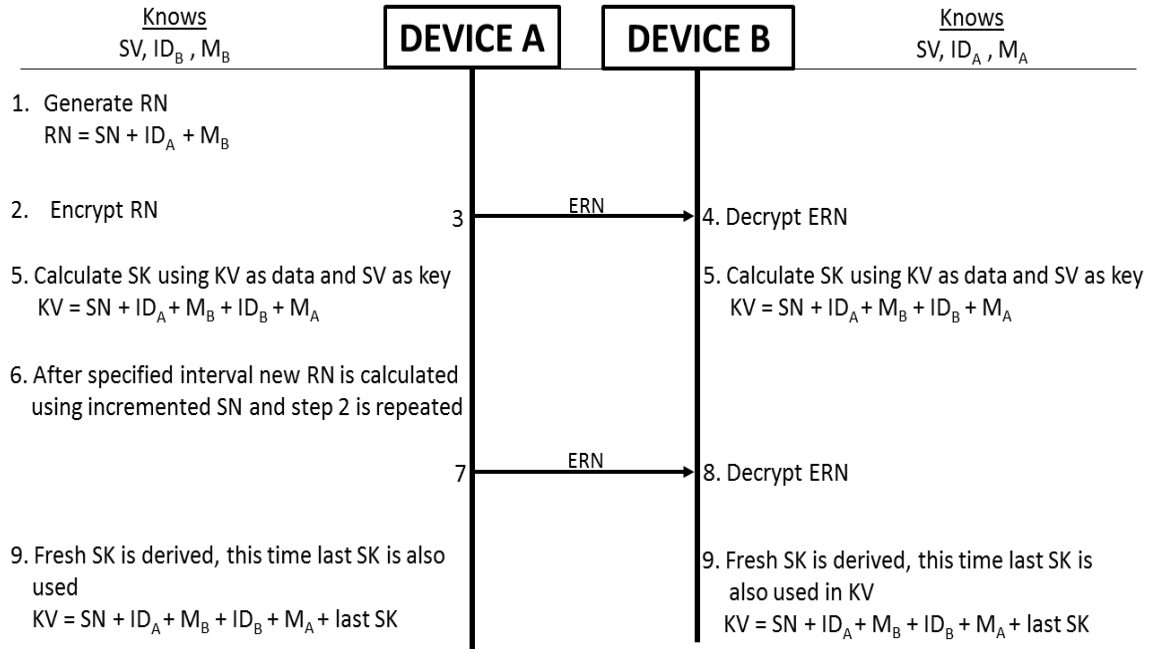 Knows
SV, ID_B , M_B
DEVICE A
DEVICE B
Knows
SV, ID_A , M_A
1. Generate RN
RN = SN + ID_A + M_B
2. Encrypt RN
3
ERN
4. Decrypt ERN
5. Calculate SK using KV as data and SV as key
KV = SN + ID_A + M_B + ID_B + M_A
5. Calculate SK using KV as data and SV as key
KV = SN + ID_A + M_B + ID_B + M_A
6. After specified interval new RN is calculated
using incremented SN and step 2 is repeated
7
ERN
8. Decrypt ERN
9. Fresh SK is derived, this time last SK is also
used
KV = SN + ID_A + M_B + ID_B + M_A + last SK
9. Fresh SK is derived, this time last SK is
also used in KV
KV = SN + ID_A + M_B + ID_B + M_A + last SK